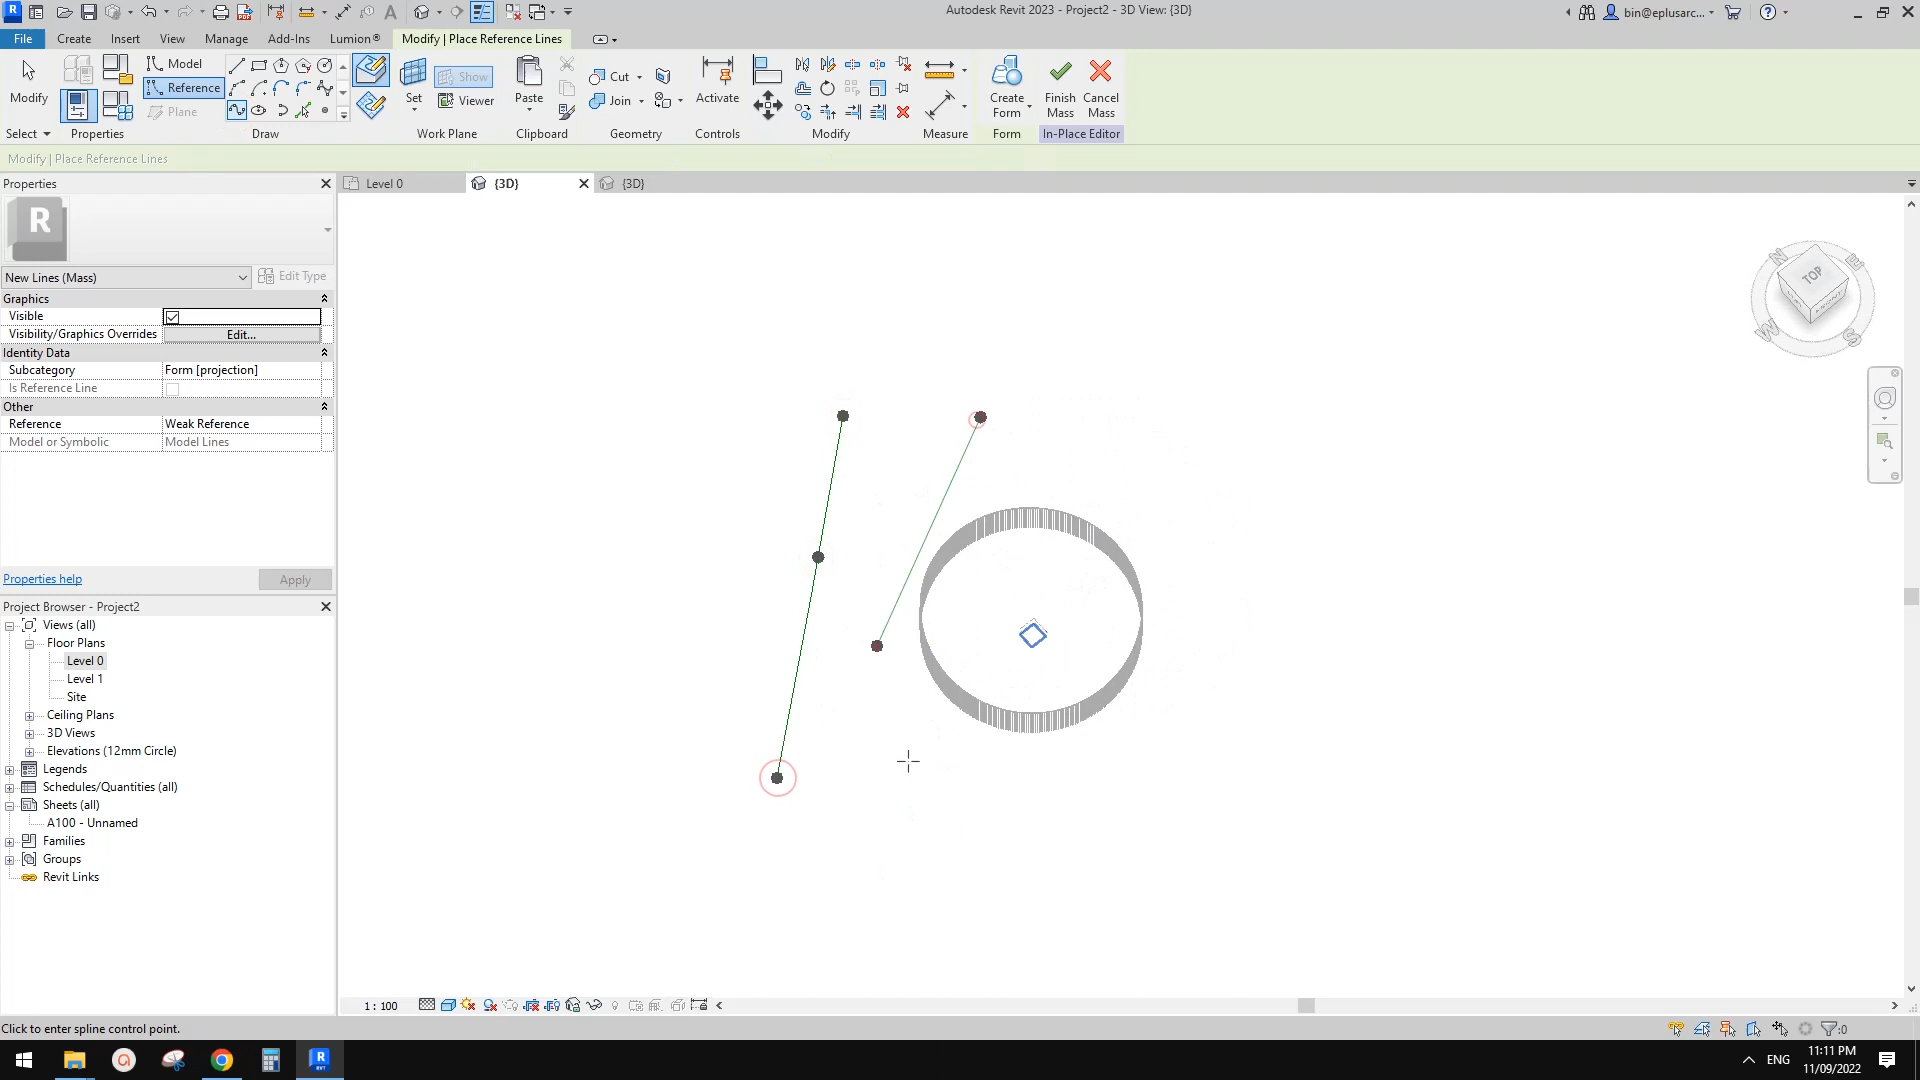 Autodesk Revit 2023 - Project2 - 3D View: {3D}
bin@eplusarc...
File Create Insert View Manage Add-Ins Lumion® Modify | Place Reference Lines
Modify
Model
Reference
Plane
Set
Show
Viewer
Paste
Cut
Join
Activate
Create Form
Finish Mass
Cancel Mass
Select Properties Draw Work Plane Clipboard Geometry Controls Modify Measure Form In-Place Editor
Modify | Place Reference Lines
Properties
Level 0
{3D}
{3D}
R
New Lines (Mass)
Edit Type
Graphics
Visible
Visibility/Graphics Overrides Edit...
Identity Data
Subcategory Form [projection]
Is Reference Line
Other
Reference Weak Reference
Model or Symbolic Model Lines
Properties help
Apply
Project Browser - Project2
Views (all)
Floor Plans
Level 0
Level 1
Site
Ceiling Plans
3D Views
Elevations (12mm Circle)
Legends
Schedules/Quantities (all)
Sheets (all)
A100 - Unnamed
Families
Groups
Revit Links
N
E
S
W
TOP
1 : 100
Click to enter spline control point.
:0
ENG
11:11 PM
11/09/2022